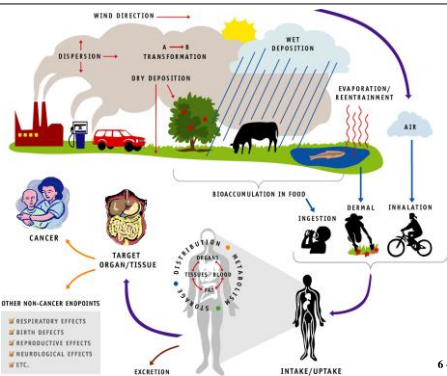 WIND DIRECTION
DISPERSION
A → B
TRANSFORMATION
DRY DEPOSITION
WET
DEPOSITION
EVAPORATION/
REENTRAINMENT
AIR
BIOACCUMULATION IN FOOD
INGESTION
DERMAL
INHALATION
CANCER
TARGET
ORGAN/TISSUE
DISTRIBUTION
METABOLISM
STORAGE
ORGANS
TISSUES/BLOOD
FAT
OTHER NON-CANCER ENDPOINTS
RESPIRATORY EFFECTS
BIRTH DEFECTS
REPRODUCTIVE EFFECTS
NEUROLOGICAL EFFECTS
ETC.
EXCRETION
INTAKE/UPTAKE
6